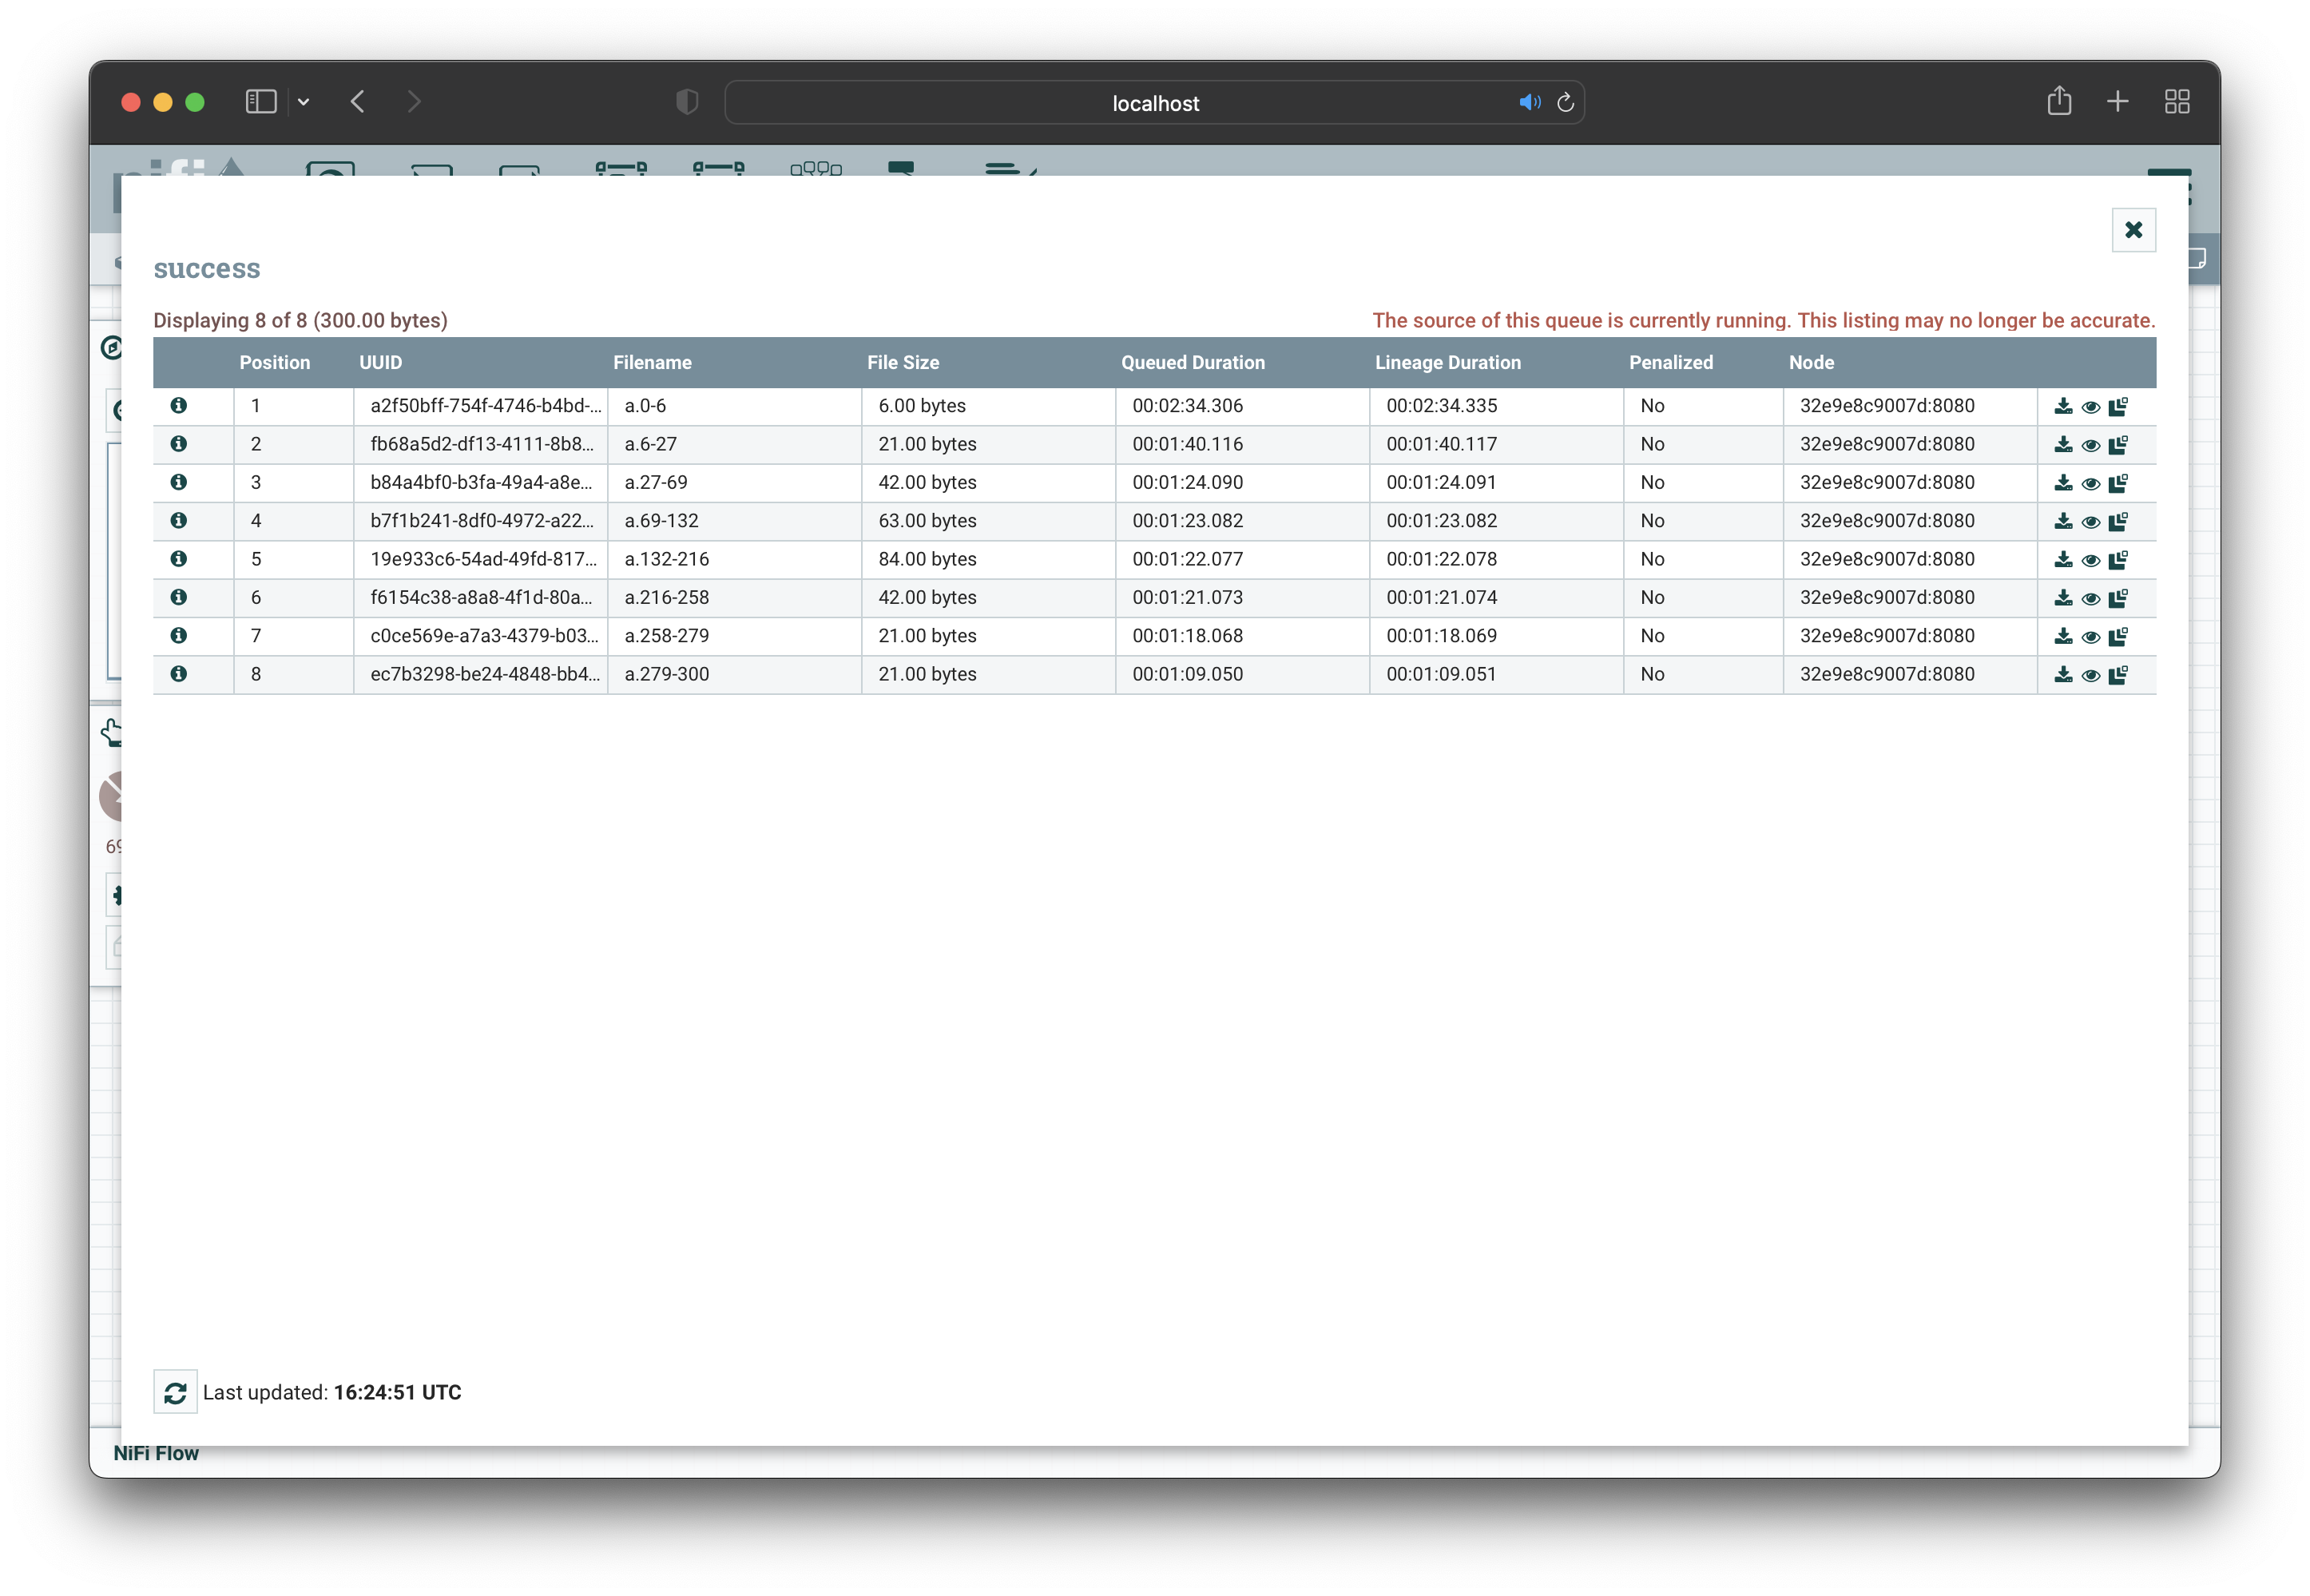 localhost
nifi
success
Displaying 8 of 8 (300.00 bytes) The source of this queue is currently running. This listing may no longer be accurate.
Position UUID Filename File Size Queued Duration Lineage Duration Penalized Node
1 a2f50bff-754f-4746-b4bd-... a.0-6 6.00 bytes 00:02:34.306 00:02:34.335 No 32e9e8c9007d:8080
2 fb68a5d2-df13-4111-8b8... a.6-27 21.00 bytes 00:01:40.116 00:01:40.117 No 32e9e8c9007d:8080
3 b84a4bf0-b3fa-49a4-a8e... a.27-69 42.00 bytes 00:01:24.090 00:01:24.091 No 32e9e8c9007d:8080
4 b7f1b241-8df0-4972-a22... a.69-132 63.00 bytes 00:01:23.082 00:01:23.082 No 32e9e8c9007d:8080
5 19e933c6-54ad-49fd-817... a.132-216 84.00 bytes 00:01:22.077 00:01:22.078 No 32e9e8c9007d:8080
6 f6154c38-a8a8-4f1d-80a... a.216-258 42.00 bytes 00:01:21.073 00:01:21.074 No 32e9e8c9007d:8080
7 c0ce569e-a7a3-4379-b03... a.258-279 21.00 bytes 00:01:18.068 00:01:18.069 No 32e9e8c9007d:8080
8 ec7b3298-be24-4848-bb4... a.279-300 21.00 bytes 00:01:09.050 00:01:09.051 No 32e9e8c9007d:8080
Last updated: 16:24:51 UTC
NiFi Flow